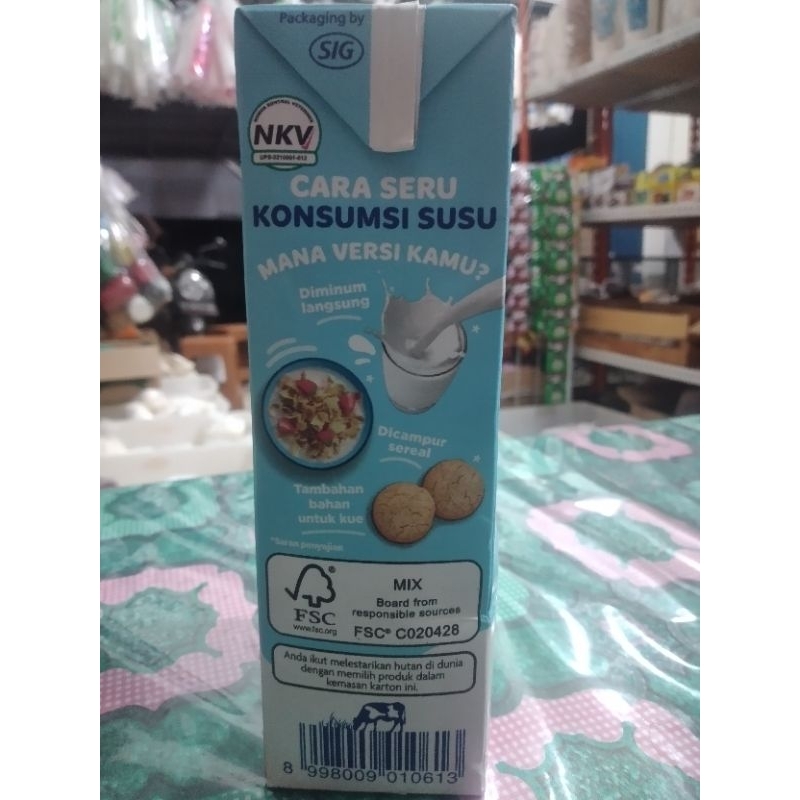 Packaging by
SIG
NKV
CARA SERU
KONSUMSI SUSU
MANA VERSI KAMU?
Diminum
langsung
Dicampur
sereal
Tambahan
bahan
untuk kue
*Saran penyajian
FSC
www.fsc.org
MIX
Board from
responsible sources
FSC® C020428
Anda ikut melestarikan hutan di dunia
dengan memilih produk dalam
kemasan karton ini.
8 998009 010613